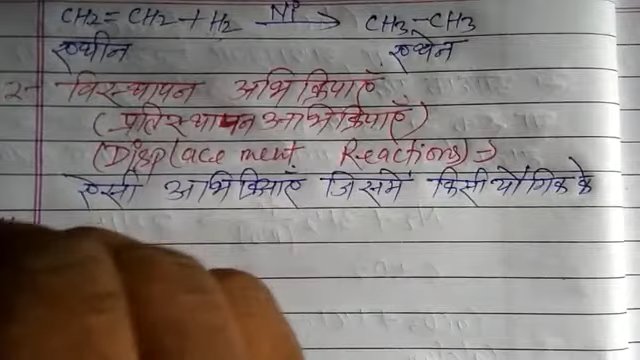 CH2=CH2+H2 Ni→ CH3-CH3
एथीन एथेन
2- विस्थापन अभिक्रियाएँ
(प्रतिस्थापन अभिक्रियाएँ)
(Displacement Reactions)→
ऐसी अभिक्रियाएँ जिसमें किसी यौगिक के